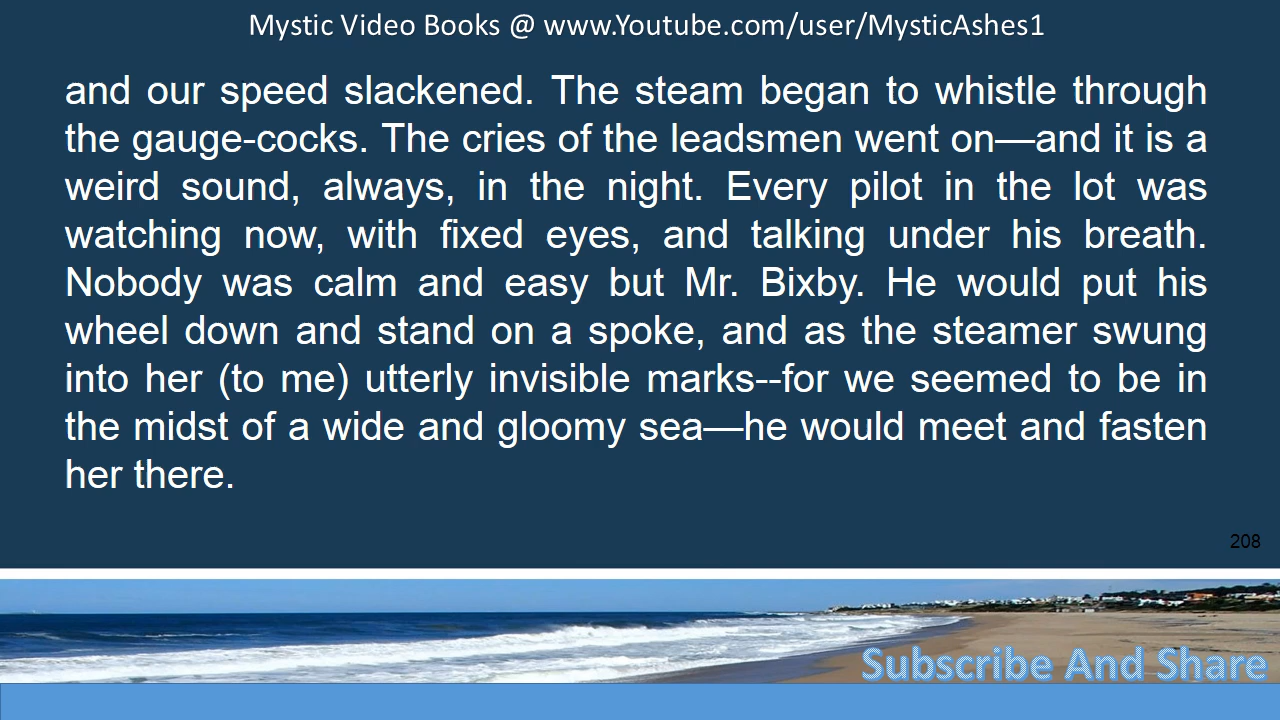 Mystic Video Books @ www.Youtube.com/user/MysticAshes1
and our speed slackened. The steam began to whistle through
the gauge-cocks. The cries of the leadsmen went on—and it is a
weird sound, always, in the night. Every pilot in the lot was
watching now, with fixed eyes, and talking under his breath.
Nobody was calm and easy but Mr. Bixby. He would put his
wheel down and stand on a spoke, and as the steamer swung
into her (to me) utterly invisible marks--for we seemed to be in
the midst of a wide and gloomy sea—he would meet and fasten
her there.
208
Subscribe And Share